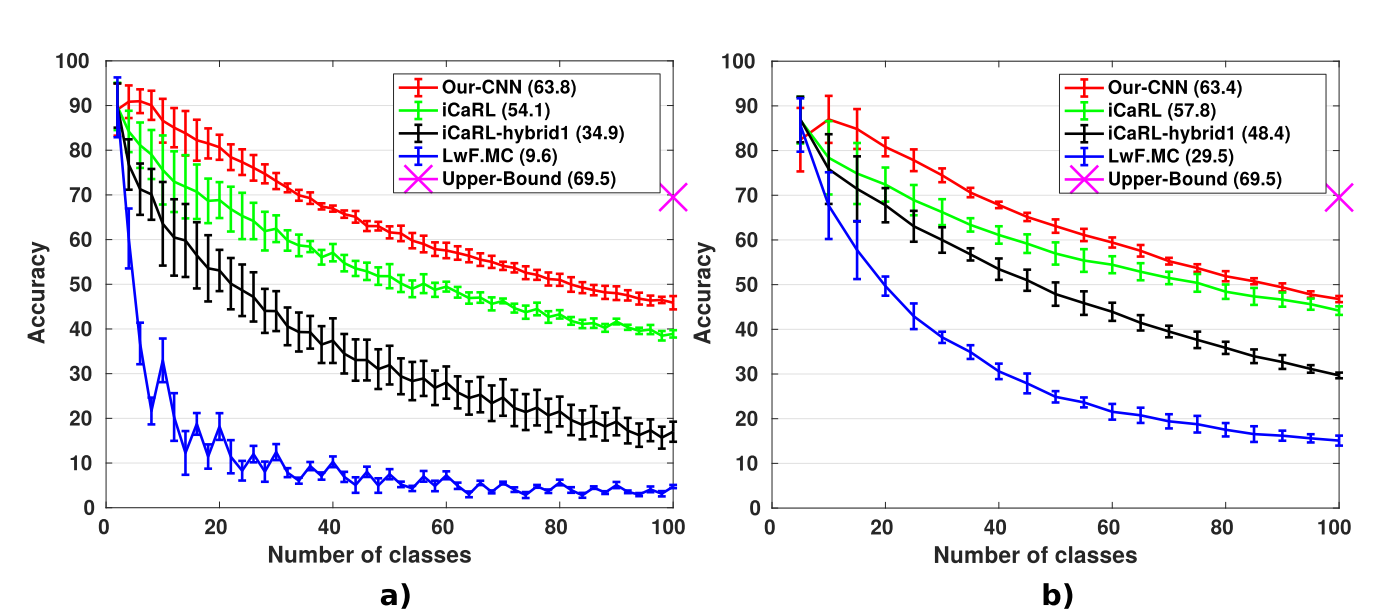 100
90
80
70
60
50
40
30
20
10
0
Accuracy
Our-CNN (63.8)
iCaRL (54.1)
iCaRL-hybrid1 (34.9)
LwF.MC (9.6)
Upper-Bound (69.5)
0 20 40 60 80 100
Number of classes
a)
100
90
80
70
60
50
40
30
20
10
0
Accuracy
Our-CNN (63.4)
iCaRL (57.8)
iCaRL-hybrid1 (48.4)
LwF.MC (29.5)
Upper-Bound (69.5)
0 20 40 60 80 100
Number of classes
b)